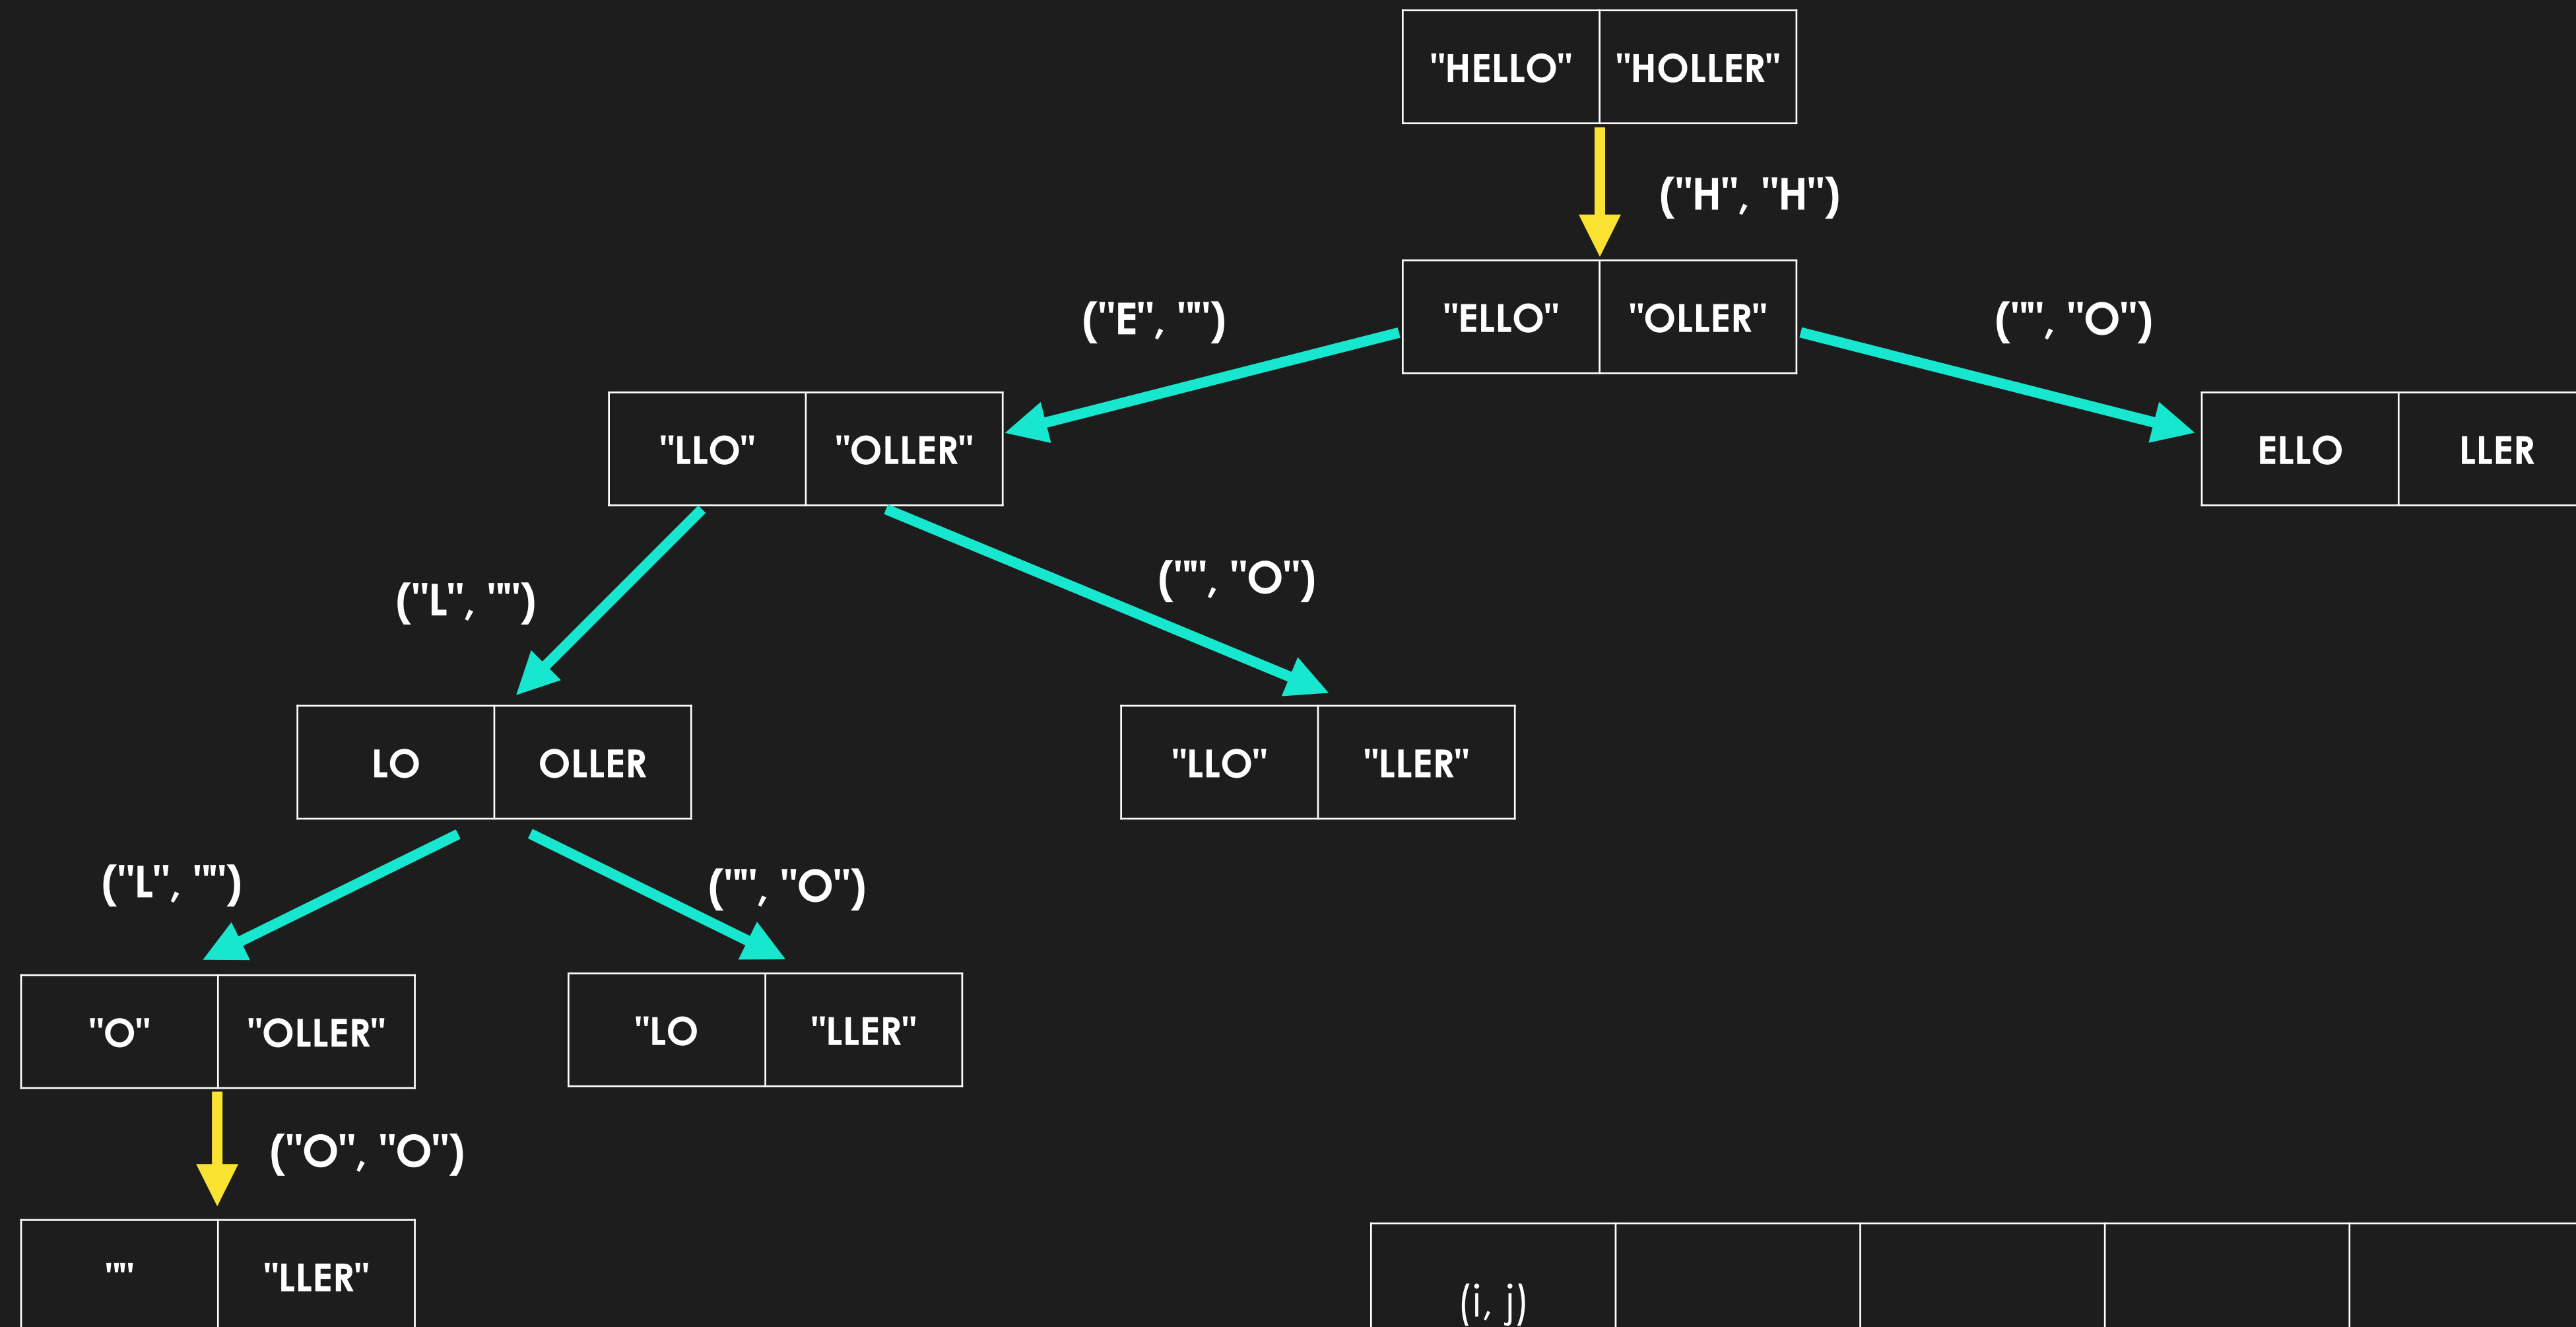 "HELLO" "HOLLER"
("H", "H")
"ELLO" "OLLER"
("E", "")
("", "O")
"LLO" "OLLER"
ELLO LLER
("L", "")
("", "O")
LO OLLER
"LLO" "LLER"
("L", "")
("", "O")
"O" "OLLER"
"LO "LLER"
("O", "O")
"" "LLER"
(i, j)